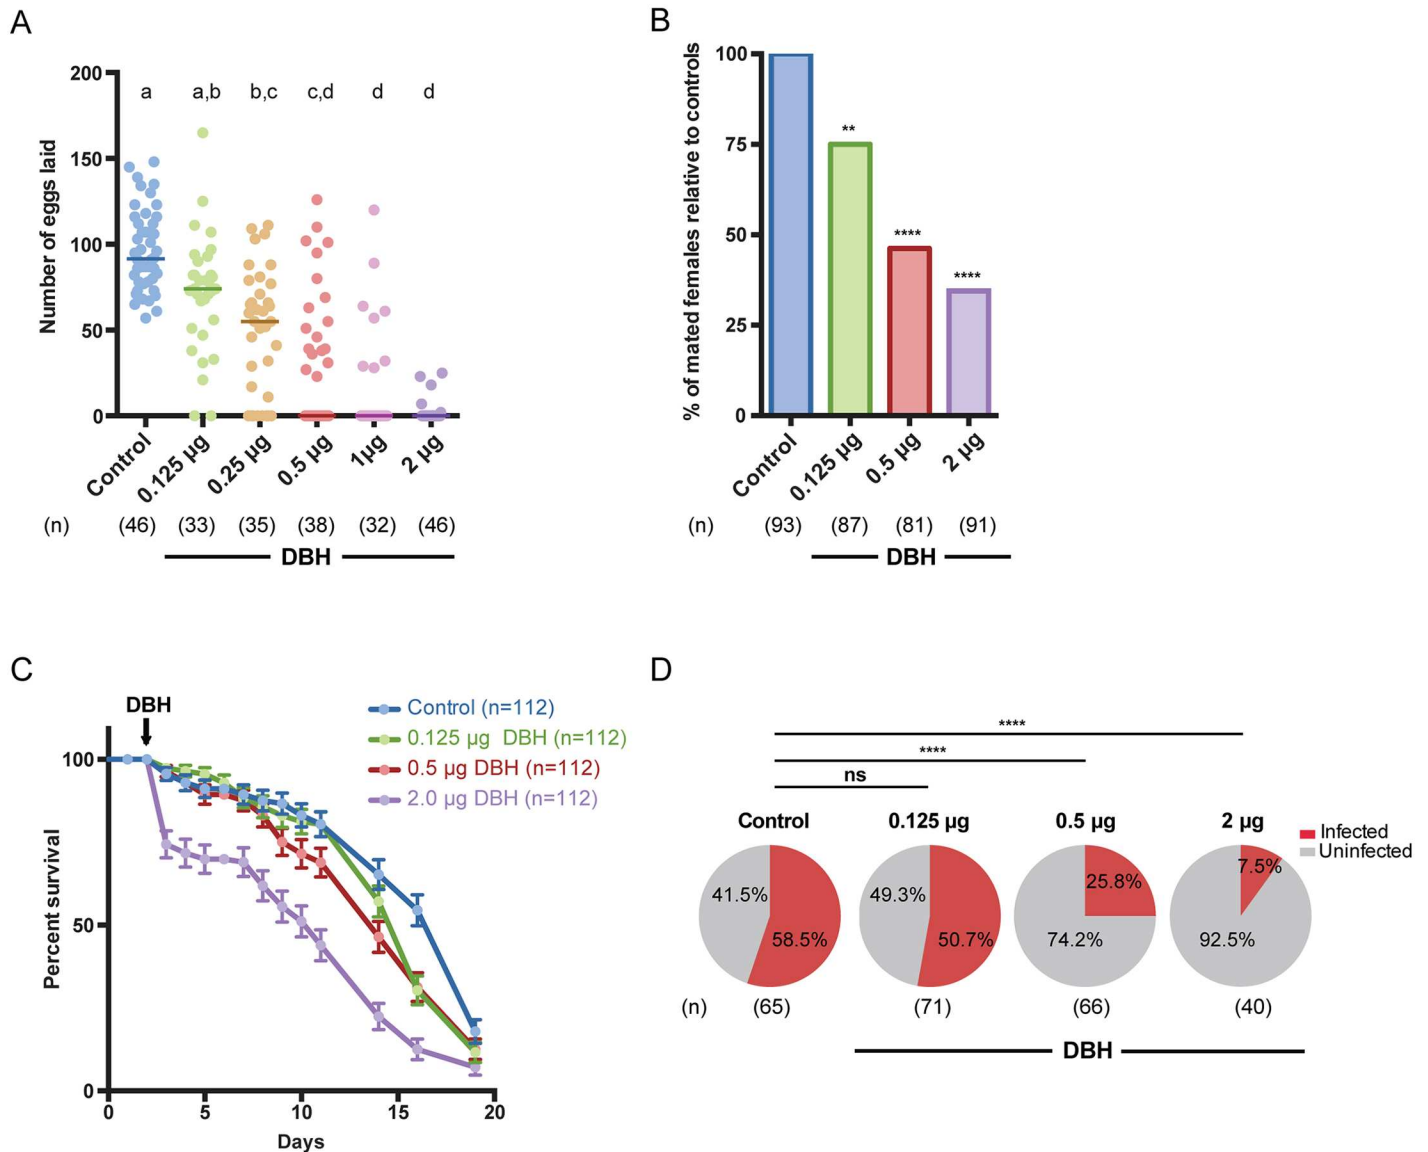 A
Number of eggs laid
200
150
100
50
0
a
a,b
b,c
c,d
d
d
Control
0.125 µg
0.25 µg
0.5 µg
1µg
2 µg
(n) (46) (33) (35) (38) (32) (46)
DBH
B
% of mated females relative to controls
100
75
50
25
0
**
****
****
Control
0.125 µg
0.5 µg
2 µg
(n) (93) (87) (81) (91)
DBH
C
DBH
Control (n=112)
0.125 µg DBH (n=112)
0.5 µg DBH (n=112)
2.0 µg DBH (n=112)
Percent survival
100
50
0
0 5 10 15 20
Days
D
****
****
ns
Control 0.125 µg 0.5 µg 2 µg
Infected
Uninfected
41.5%
58.5%
49.3%
50.7%
25.8%
74.2%
7.5%
92.5%
(n) (65) (71) (66) (40)
DBH